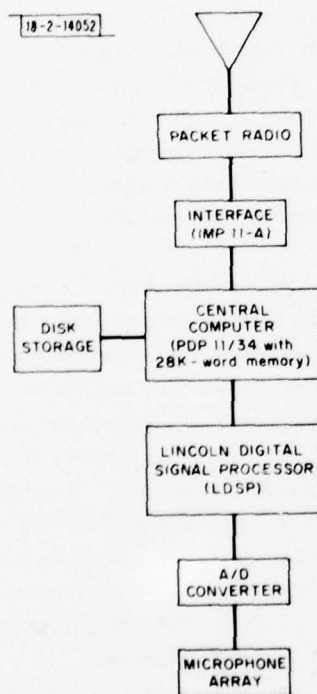 18-2-14052
PACKET RADIO
INTERFACE
(IMP 11-A)
DISK
STORAGE
CENTRAL
COMPUTER
(PDP 11/34 with
28K-word memory)
LINCOLN DIGITAL
SIGNAL PROCESSOR
(LDSP)
A/D
CONVERTER
MICROPHONE
ARRAY